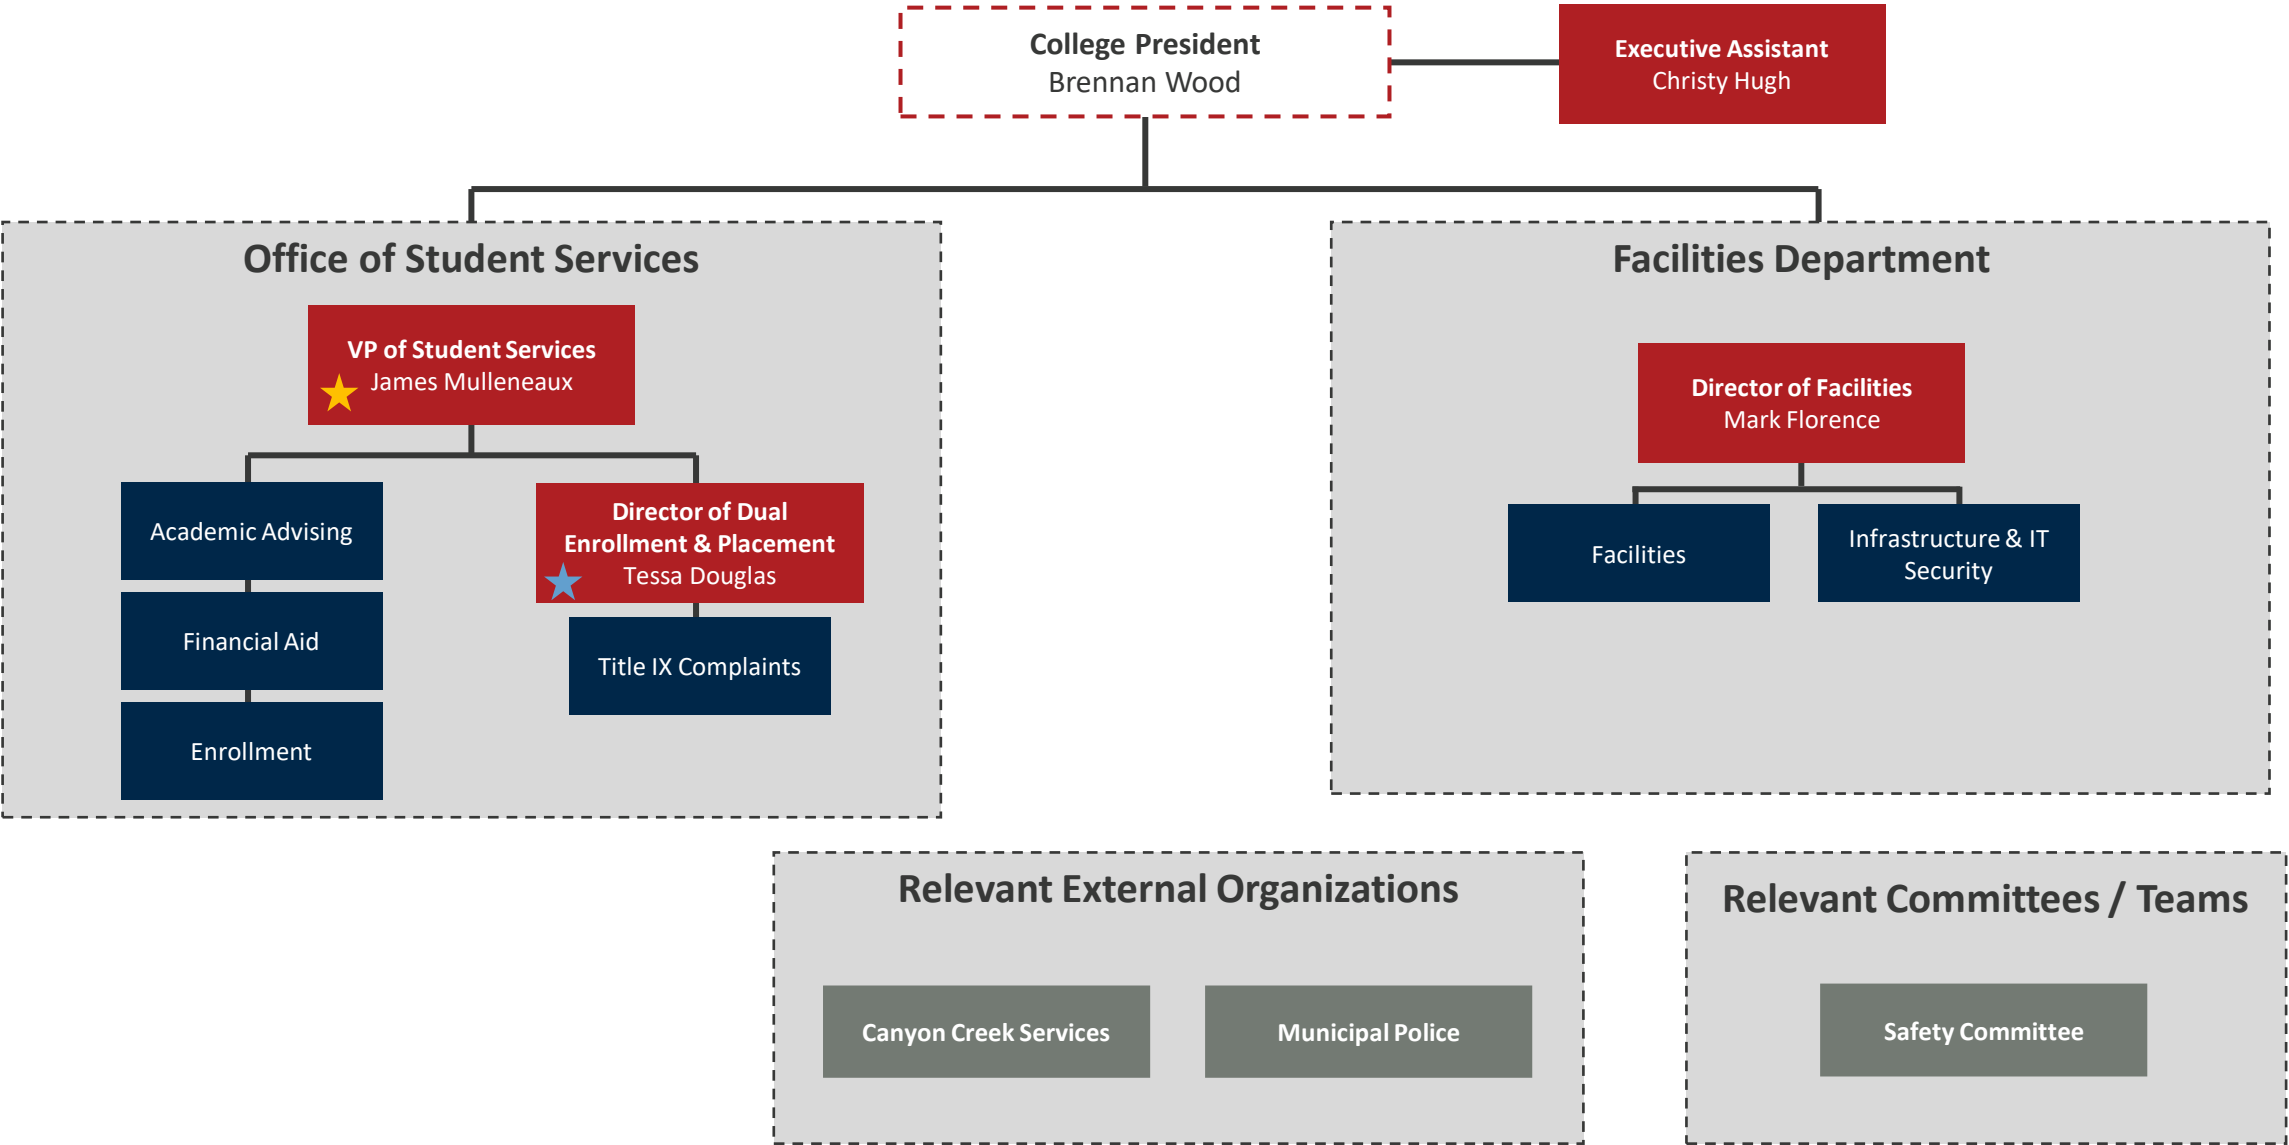 College President
Brennan Wood
Executive Assistant
Christy Hugh
Office of Student Services
VP of Student Services
James Mulleneaux
Academic Advising
Financial Aid
Enrollment
Director of Dual
Enrollment & Placement
Tessa Douglas
Title IX Complaints
Facilities Department
Director of Facilities
Mark Florence
Facilities
Infrastructure & IT
Security
Relevant External Organizations
Canyon Creek Services
Municipal Police
Relevant Committees / Teams
Safety Committee